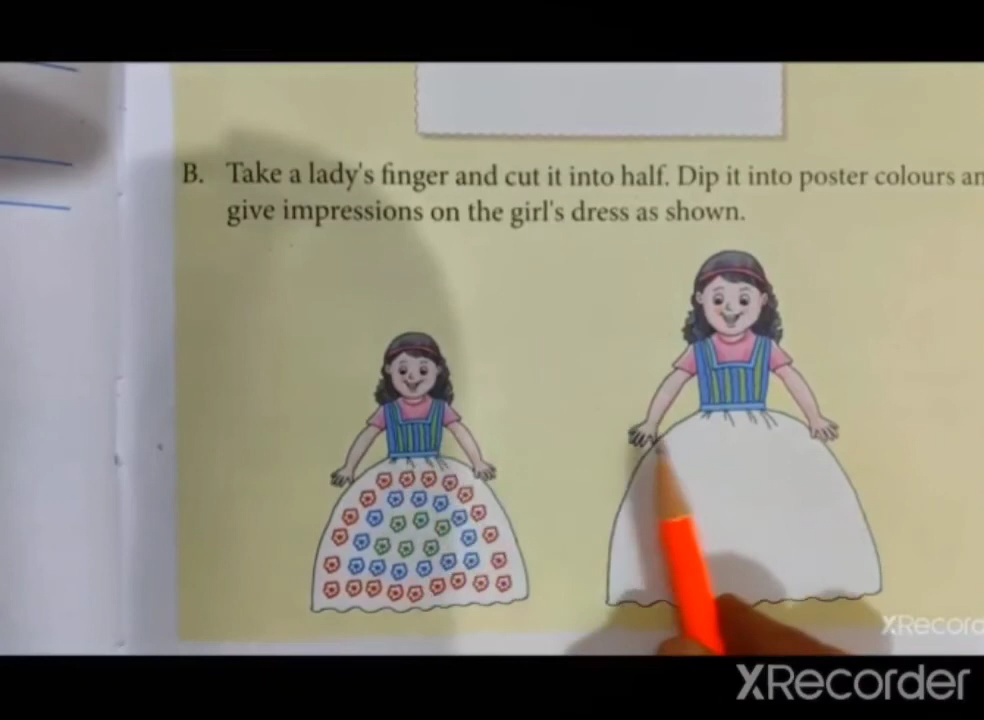 B. Take a lady's finger and cut it into half. Dip it into poster colours an
give impressions on the girl's dress as shown.
XRecord
XRecorder